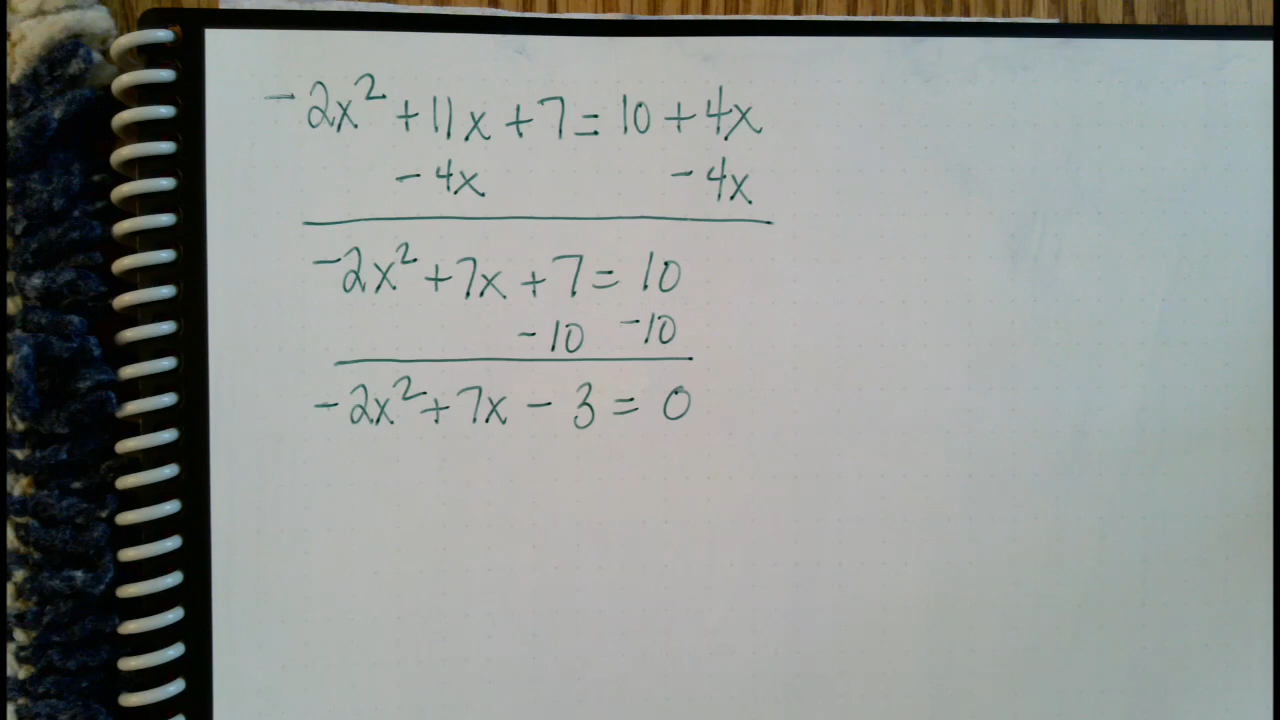 -2x² + 11x + 7 = 10 + 4x
- 4x - 4x
-2x² + 7x + 7 = 10
- 10 -10
- 2x² + 7x - 3 = 0